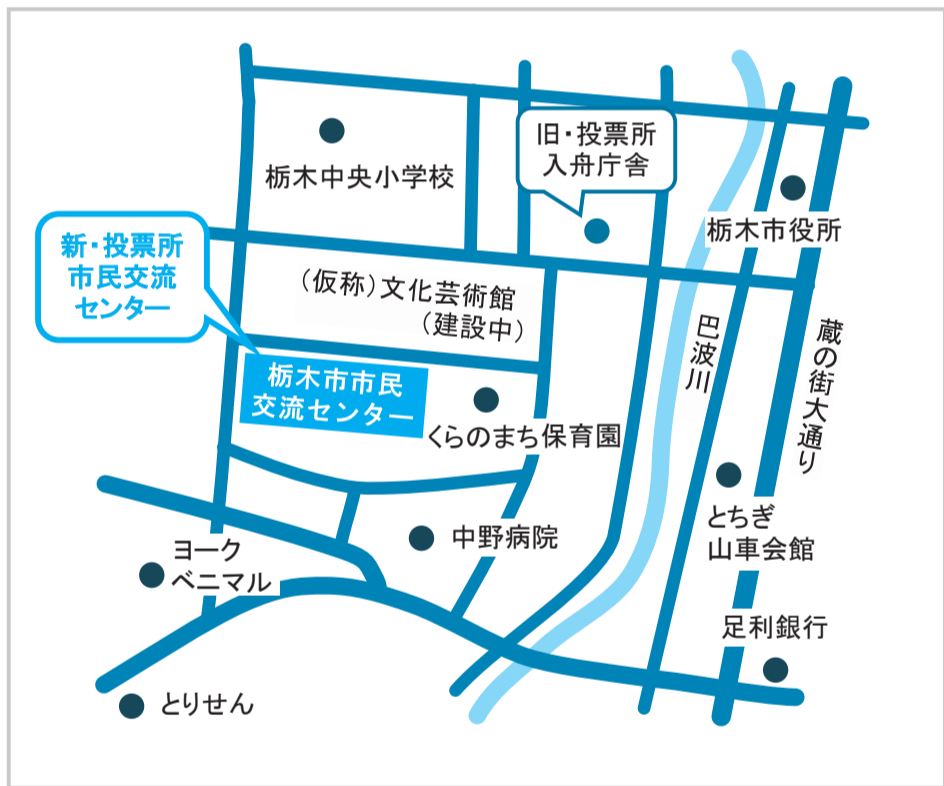 旧・投票所
入舟庁舎
栃木中央小学校
栃木市役所
新・投票所
市民交流
センター
（仮称）文化芸術館
（建設中）
巴波川
蔵の街大通り
栃木市市民
交流センター
くらのまち保育園
とちぎ
山車会館
中野病院
ヨーク
ベニマル
足利銀行
とりせん